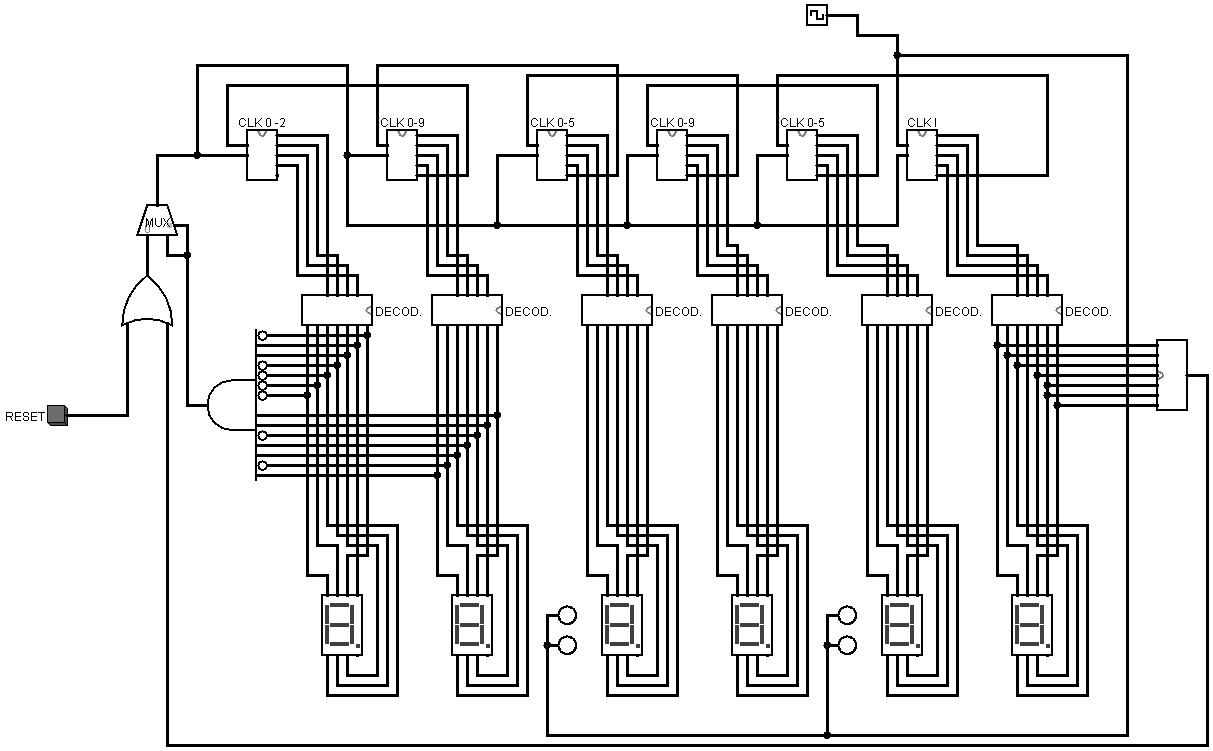 CLK 0-2
CLK 0-9
CLK 0-5
CLK 0-9
CLK 0-5
CLK I
MUX
DECOD.
DECOD.
DECOD.
DECOD.
DECOD.
DECOD.
RESET